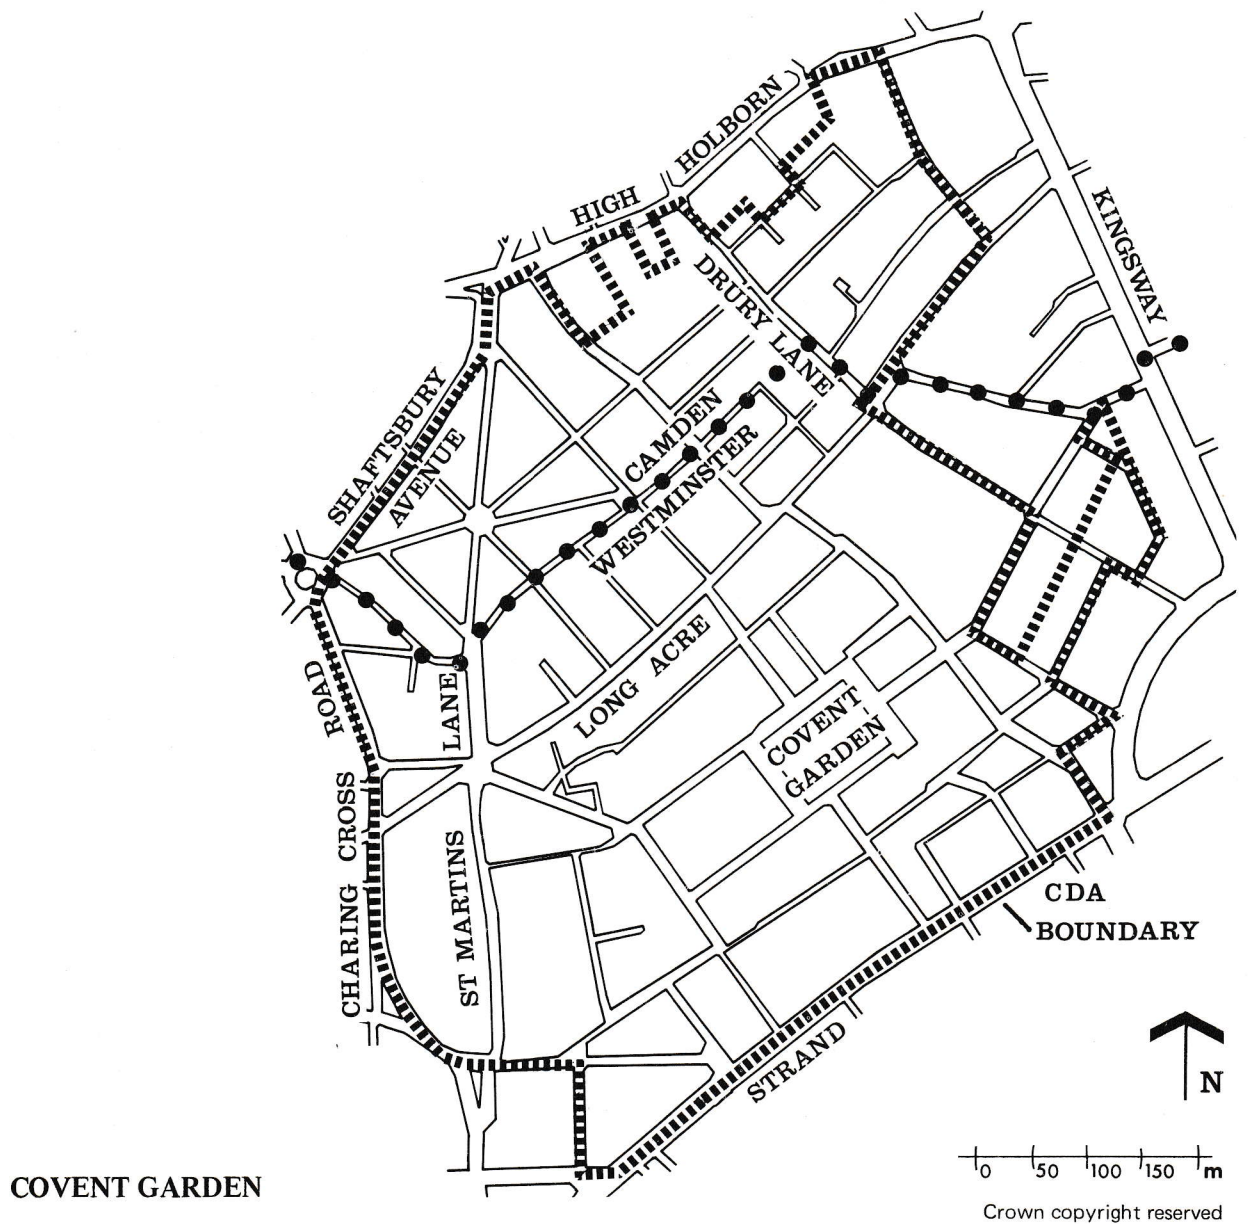 HIGH HOLBORN
KINGSWAY
DRURY LANE
SHAFTSBURY
AVENUE
CAMDEN
WESTMINSTER
LONG ACRE
COVENT
GARDEN
CHARING CROSS ROAD
ST MARTINS LANE
CDA
BOUNDARY
STRAND
N
0 50 100 150 m
COVENT GARDEN
Crown copyright reserved